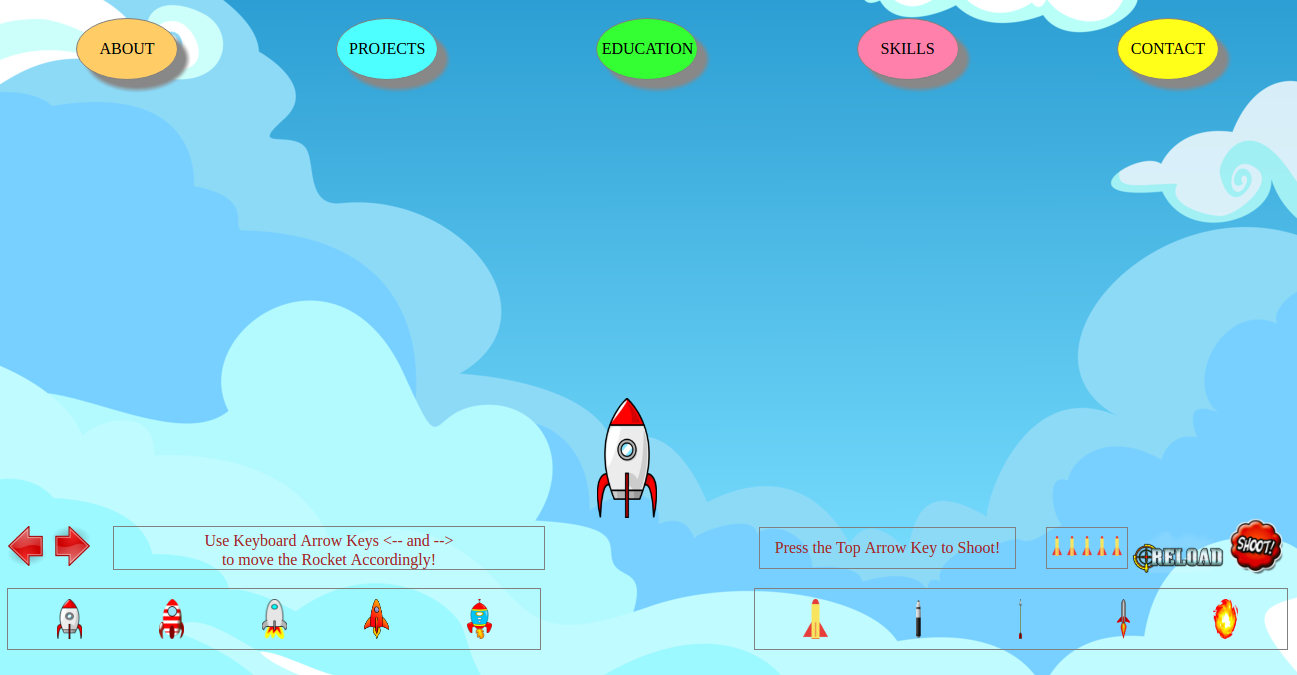 ABOUT
PROJECTS
EDUCATION
SKILLS
CONTACT
Use Keyboard Arrow Keys <-- and -->
to move the Rocket Accordingly!
Press the Top Arrow Key to Shoot!
RELOAD
SHOOT!